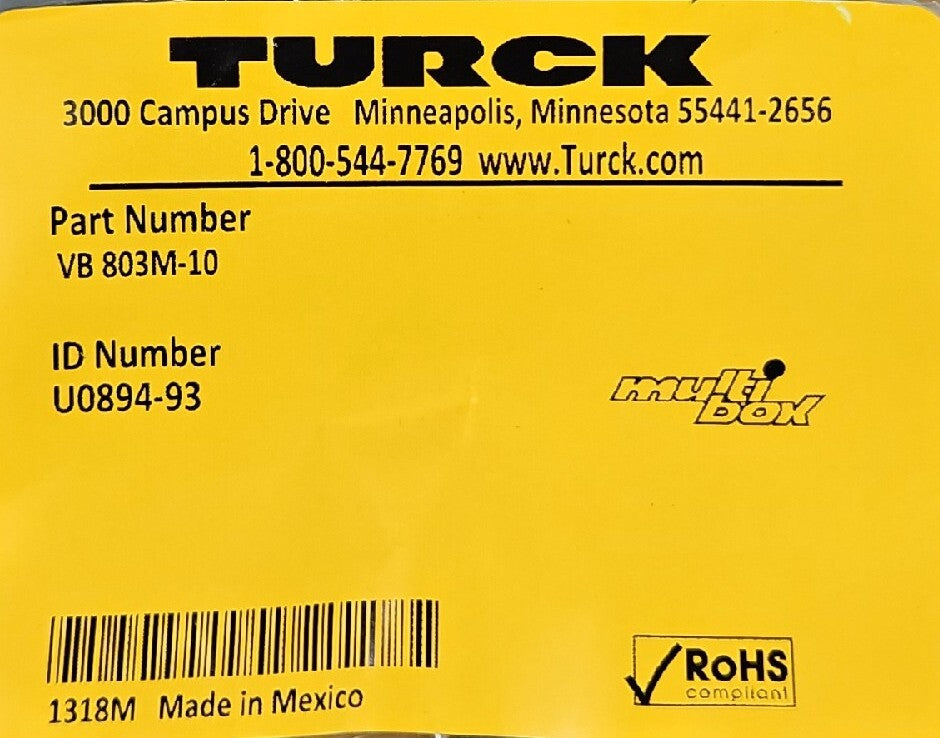 TURCK
3000 Campus Drive Minneapolis, Minnesota 55441-2656
1-800-544-7769 www.Turck.com
Part Number
VB 803M-10
ID Number
U0894-93
multi
box
RoHS
compliant
1318M Made in Mexico